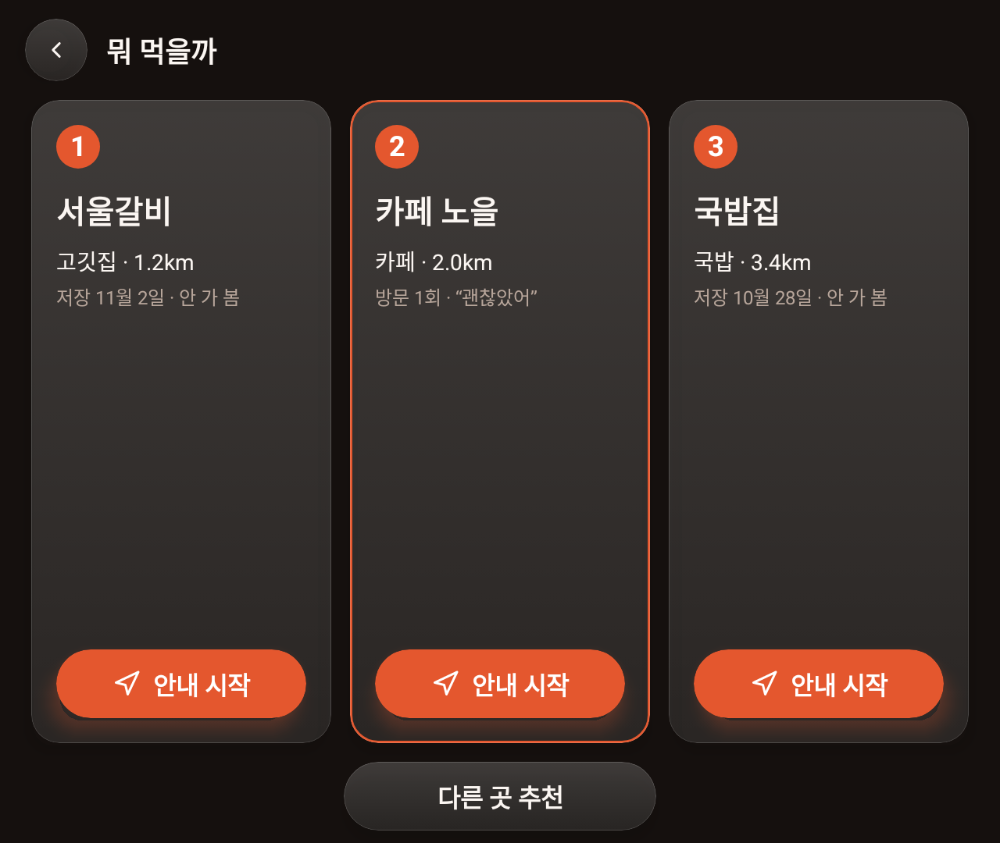 뭐 먹을까
1
서울갈비
고깃집 · 1.2km
저장 11월 2일 · 안 가 봄
안내 시작
2
카페 노을
카페 · 2.0km
방문 1회 · “괜찮았어”
안내 시작
3
국밥집
국밥 · 3.4km
저장 10월 28일 · 안 가 봄
안내 시작
다른 곳 추천